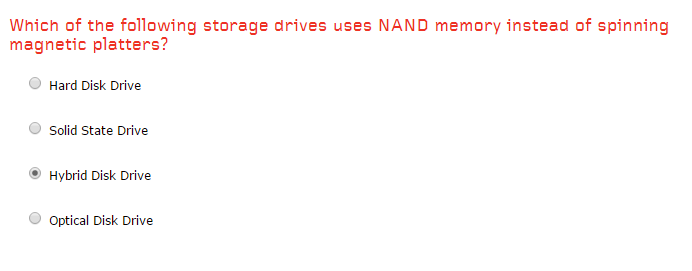 Which of the following storage drives uses NAND memory instead of spinning
magnetic platters?
Hard Disk Drive
Solid State Drive
Hybrid Disk Drive
Optical Disk Drive